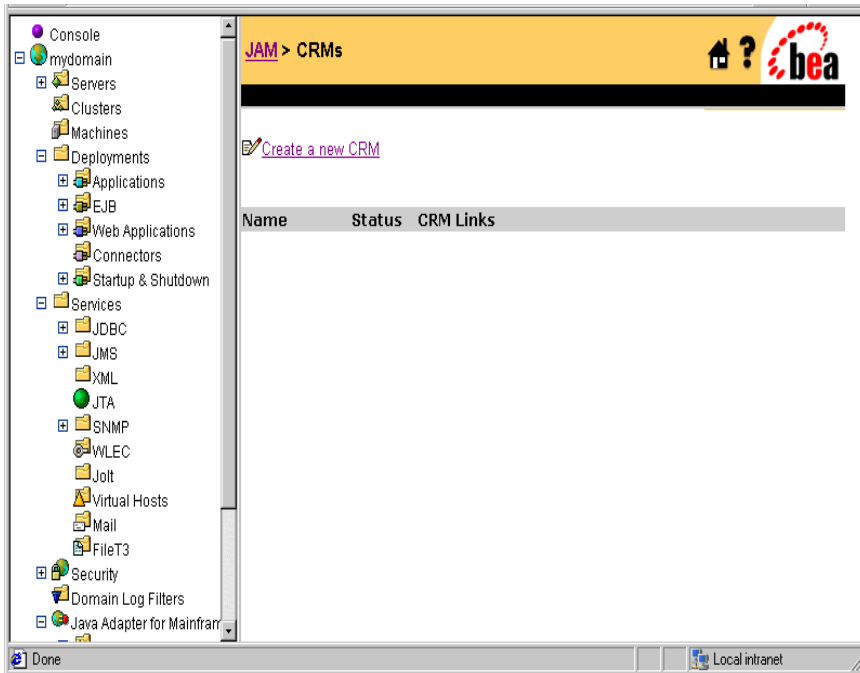 Console
mydomain
Servers
Clusters
Machines
Deployments
Applications
EJB
Web Applications
Connectors
Startup & Shutdown
Services
JDBC
JMS
XML
JTA
SNMP
WLEC
Jolt
Virtual Hosts
Mail
FileT3
Security
Domain Log Filters
Java Adapter for Mainfram
JAM > CRMs
?
bea
Create a new CRM
Name Status CRM Links
Done
Local intranet